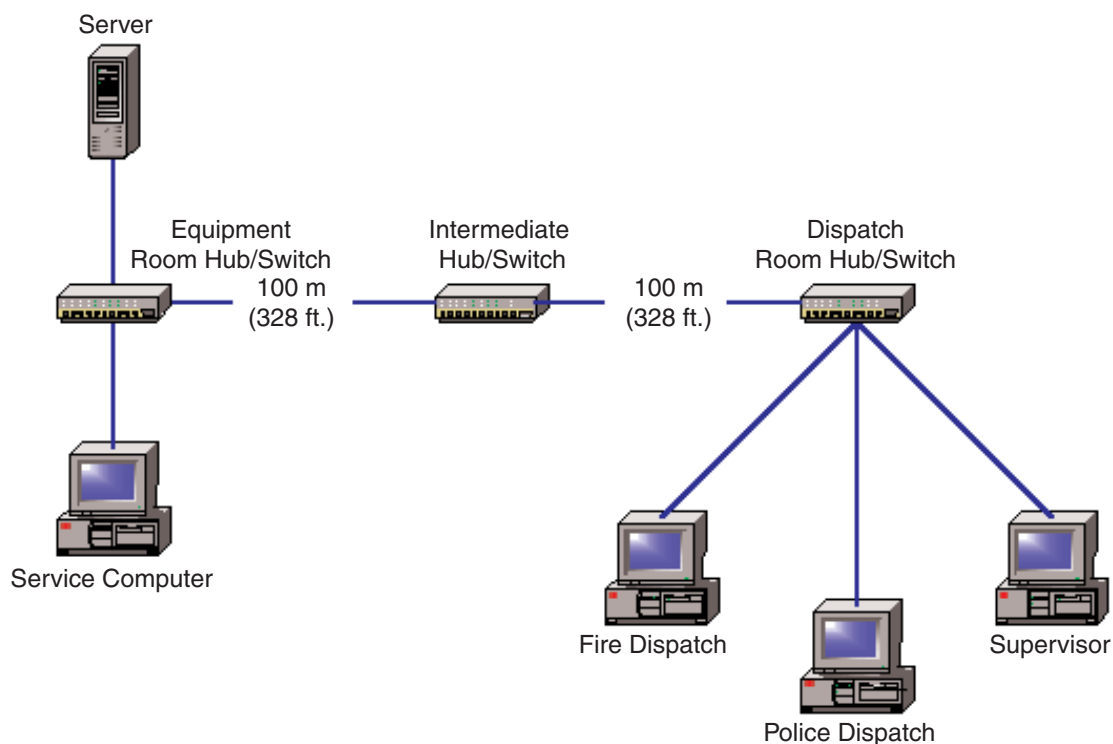 Server
Equipment
Room Hub/Switch
Intermediate
Hub/Switch
Dispatch
Room Hub/Switch
100 m
(328 ft.)
100 m
(328 ft.)
Service Computer
Fire Dispatch
Supervisor
Police Dispatch